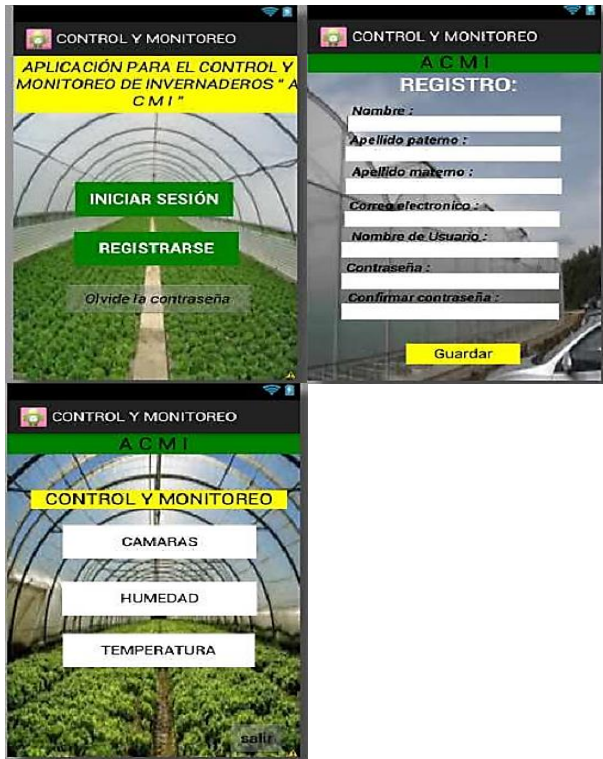 CONTROL Y MONITOREO
APLICACIÓN PARA EL CONTROL Y
MONITOREO DE INVERNADEROS " A
C M I "
INICIAR SESIÓN
REGISTRARSE
Olvide la contraseña
CONTROL Y MONITOREO
A C M I
REGISTRO:
Nombre :
Apellido paterno :
Apellido materno :
Correo electronico :
Nombre de Usuario :
Contraseña :
Confirmar contraseña :
Guardar
CONTROL Y MONITOREO
A C M I
CONTROL Y MONITOREO
CAMARAS
HUMEDAD
TEMPERATURA
salir